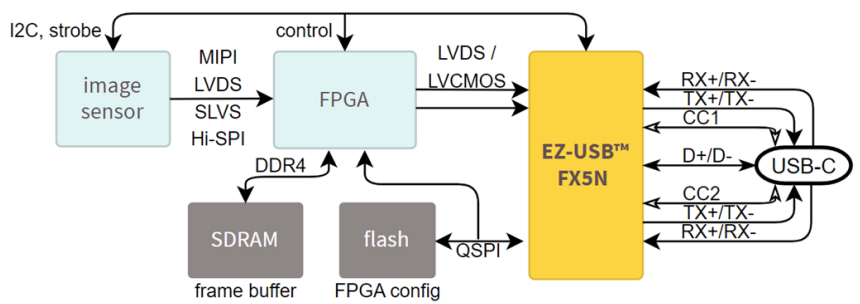 I2C, strobe
control
image
sensor
MIPI
LVDS
SLVS
Hi-SPI
FPGA
LVDS /
LVCMOS
EZ-USB™
FX5N
RX+/RX-
TX+/TX-
CC1
D+/D-
USB-C
CC2
TX+/TX-
RX+/RX-
DDR4
SDRAM
frame buffer
flash
FPGA config
QSPI